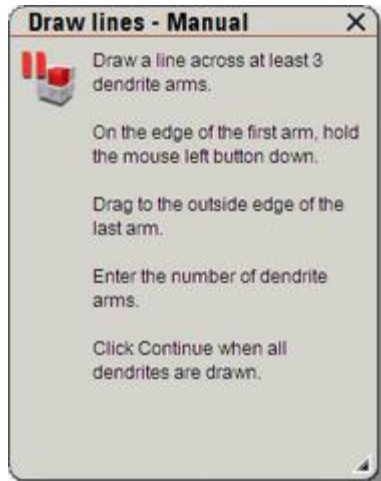 Draw lines - Manual
Draw a line across at least 3
dendrite arms.
On the edge of the first arm, hold
the mouse left button down.
Drag to the outside edge of the
last arm.
Enter the number of dendrite
arms.
Click Continue when all
dendrites are drawn.